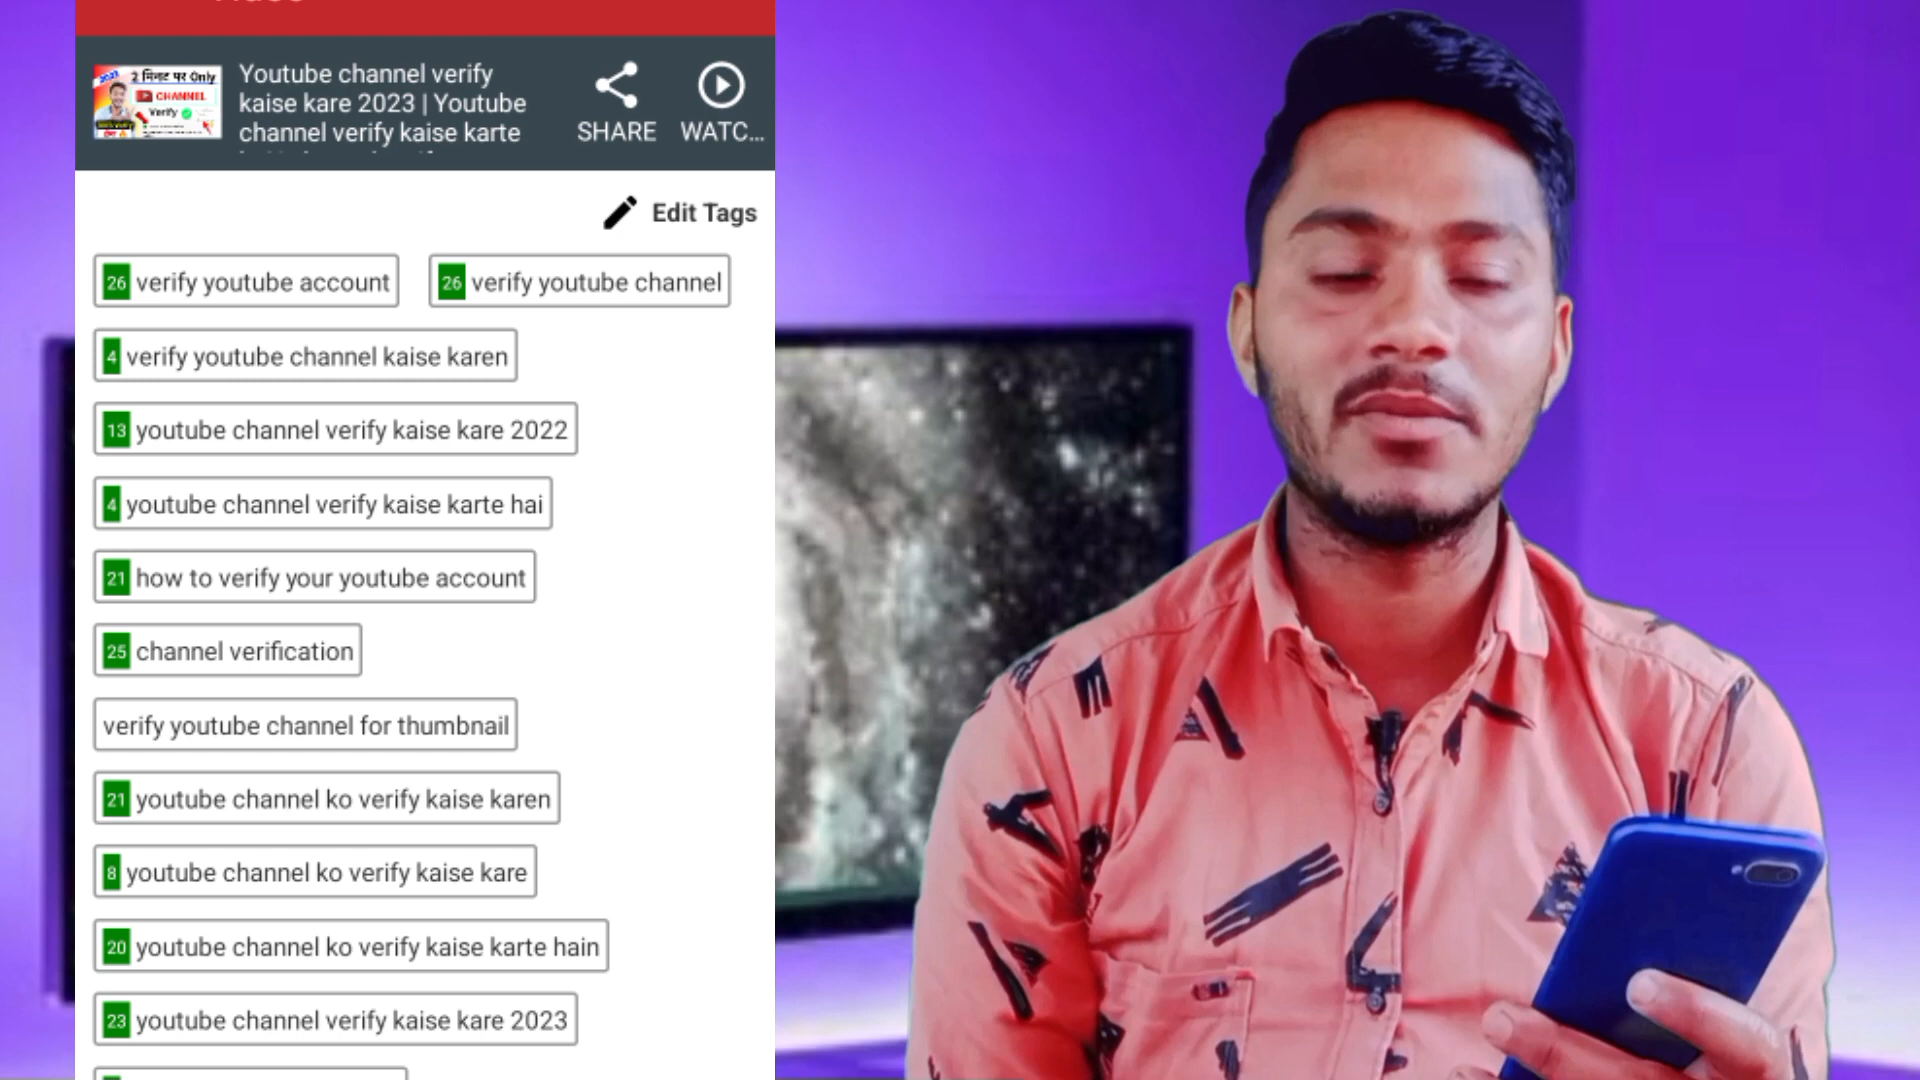 2023 2 मिनट पर Only
CHANNEL
Verify
Youtube channel verify
kaise kare 2023 | Youtube
channel verify kaise karte
SHARE
WATC...
Edit Tags
26 verify youtube account
26 verify youtube channel
4 verify youtube channel kaise karen
13 youtube channel verify kaise kare 2022
4 youtube channel verify kaise karte hai
21 how to verify your youtube account
25 channel verification
verify youtube channel for thumbnail
21 youtube channel ko verify kaise karen
8 youtube channel ko verify kaise kare
20 youtube channel ko verify kaise karte hain
23 youtube channel verify kaise kare 2023